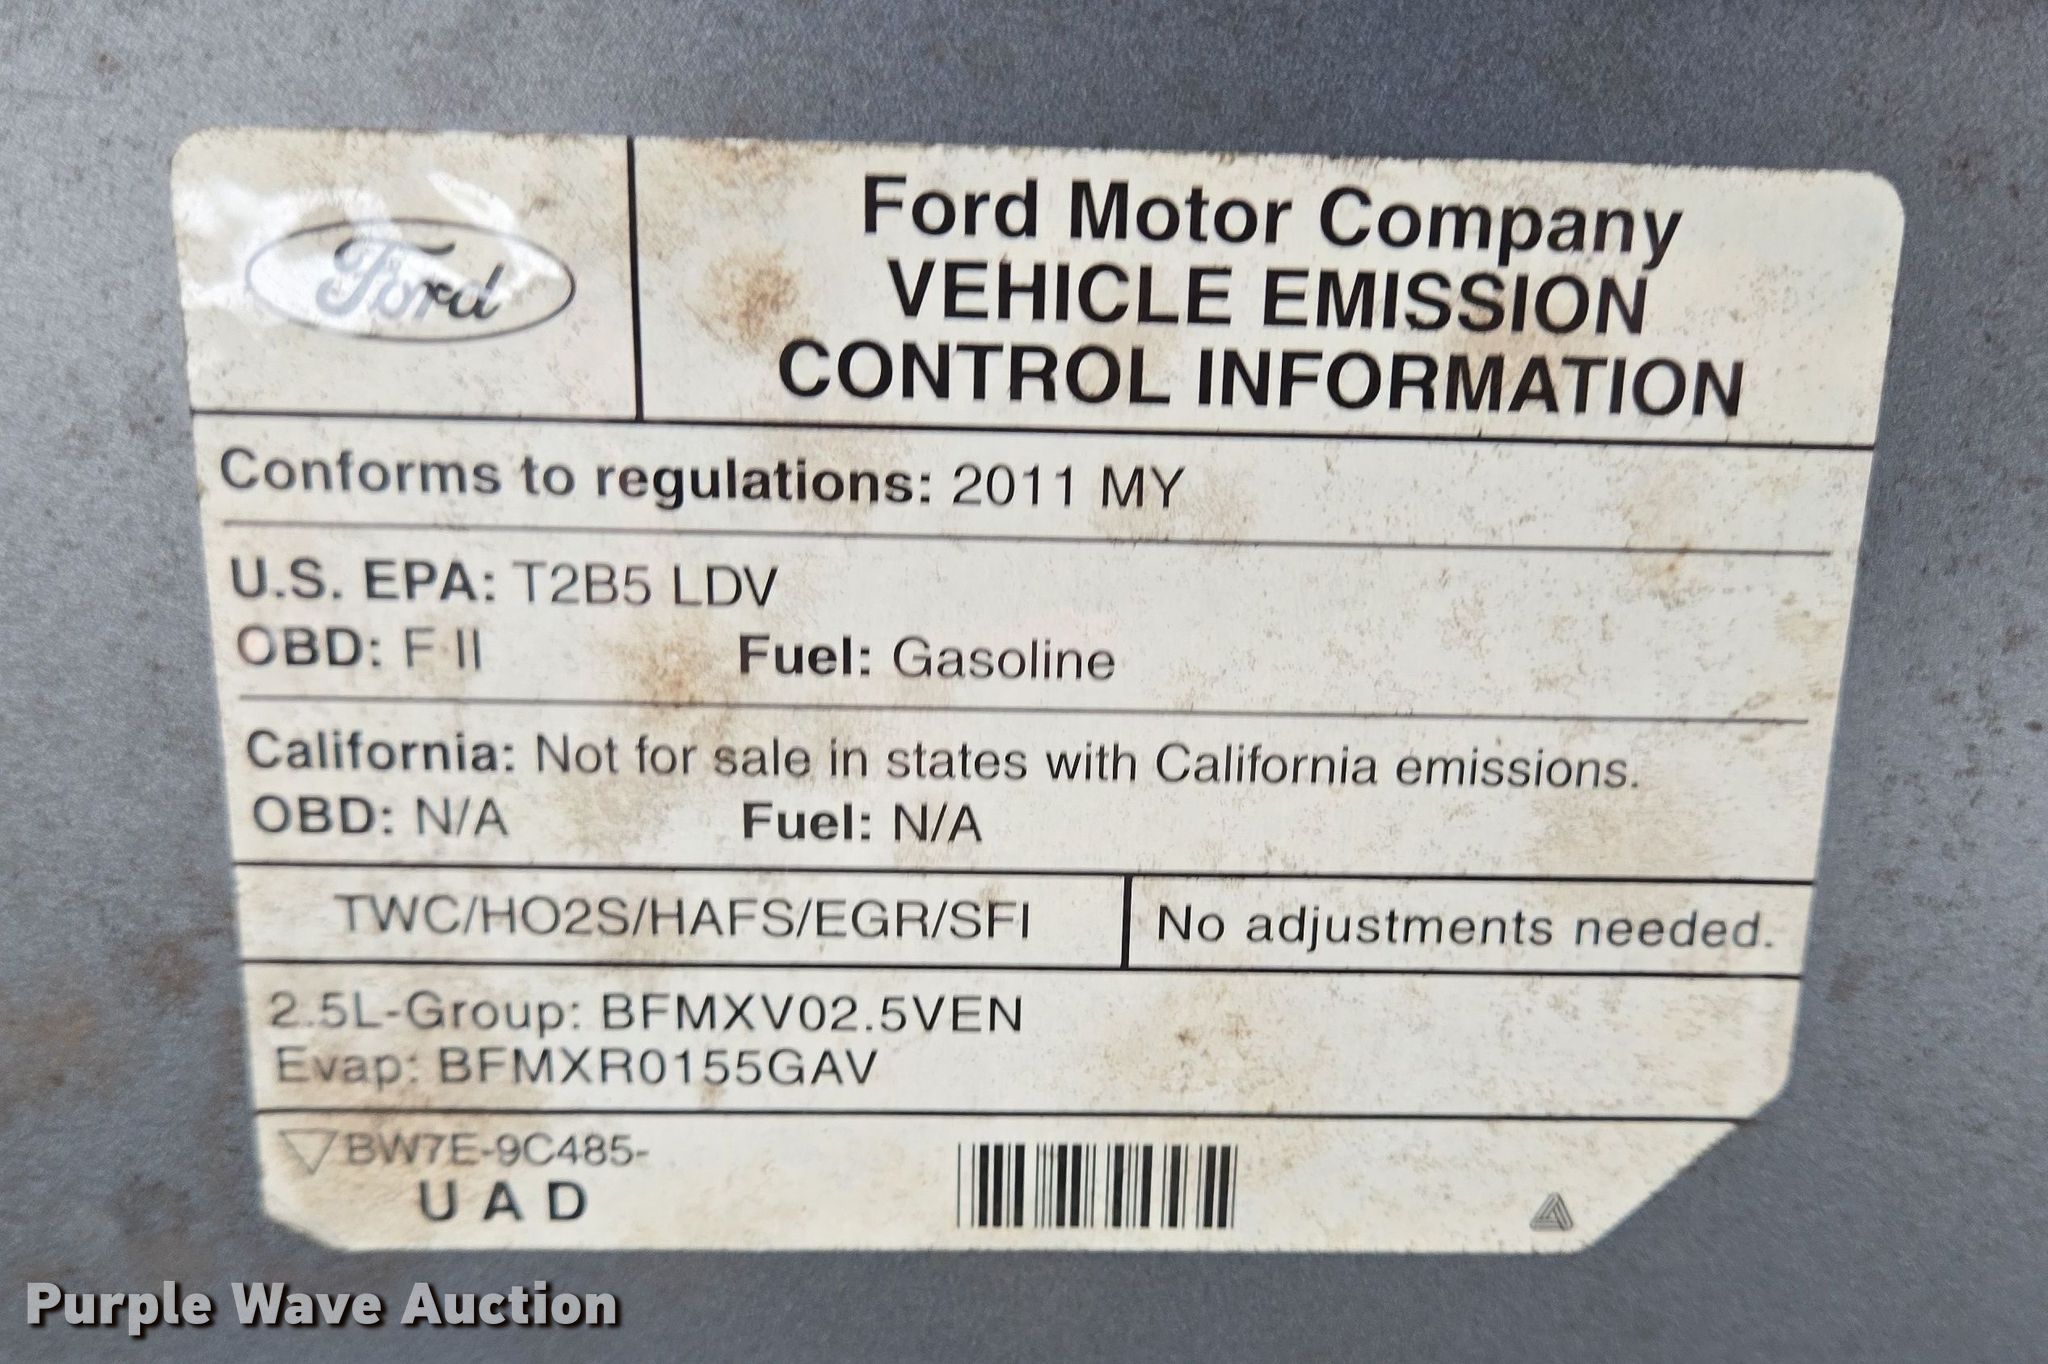 Ford
Ford Motor Company
VEHICLE EMISSION
CONTROL INFORMATION
Conforms to regulations: 2011 MY
U.S. EPA: T2B5 LDV
OBD: F II Fuel: Gasoline
California: Not for sale in states with California emissions.
OBD: N/A Fuel: N/A
TWC/HO2S/HAFS/EGR/SFI No adjustments needed.
2.5L-Group: BFMXV02.5VEN
Evap: BFMXR0155GAV
BW7E-9C485-
U A D
Purple Wave Auction